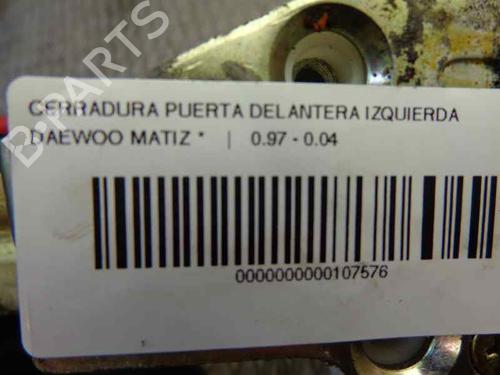 B-PARTS
CERRADURA PUERTA DELANTERA IZQUIERDA
DAEWOO MATIZ * | 0.97 - 0.04
0000000000107576